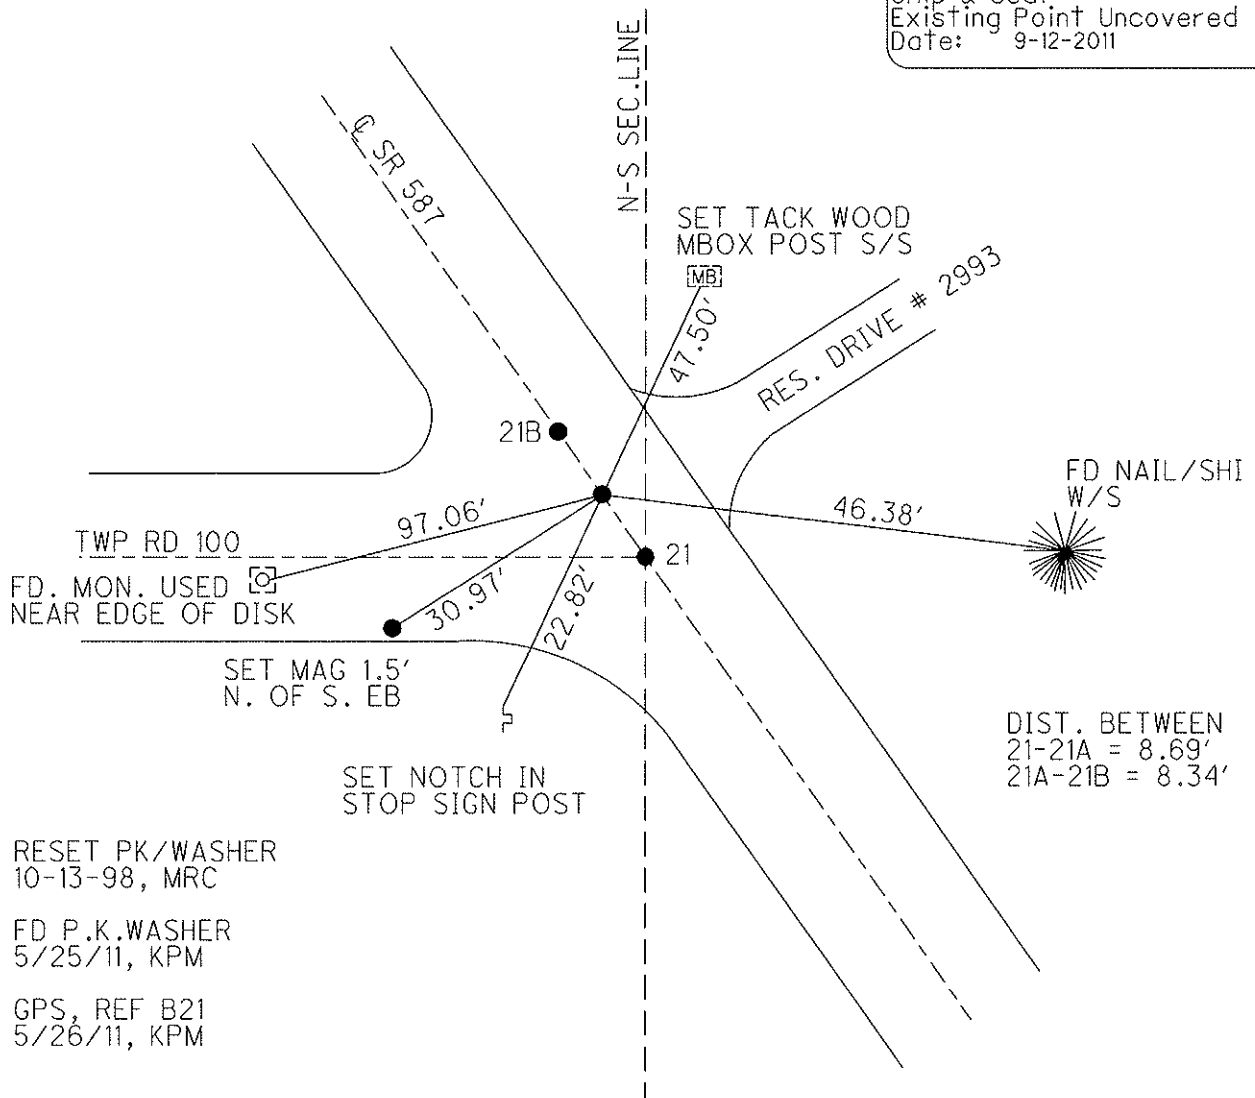 Existing Point Uncovered
Date: 9-12-2011
N-S SEC.LINE
℄ SR 587
SET TACK WOOD
MBOX POST S/S
MB
47.50'
RES. DRIVE # 2993
21B
FD NAIL/SHI
W/S
46.38'
97.06'
TWP RD 100
21
FD. MON. USED
NEAR EDGE OF DISK
30.97'
22.82'
SET MAG 1.5'
N. OF S. EB
DIST. BETWEEN
21-21A = 8.69'
21A-21B = 8.34'
SET NOTCH IN
STOP SIGN POST
RESET PK/WASHER
10-13-98, MRC
FD P.K.WASHER
5/25/11, KPM
GPS, REF B21
5/26/11, KPM